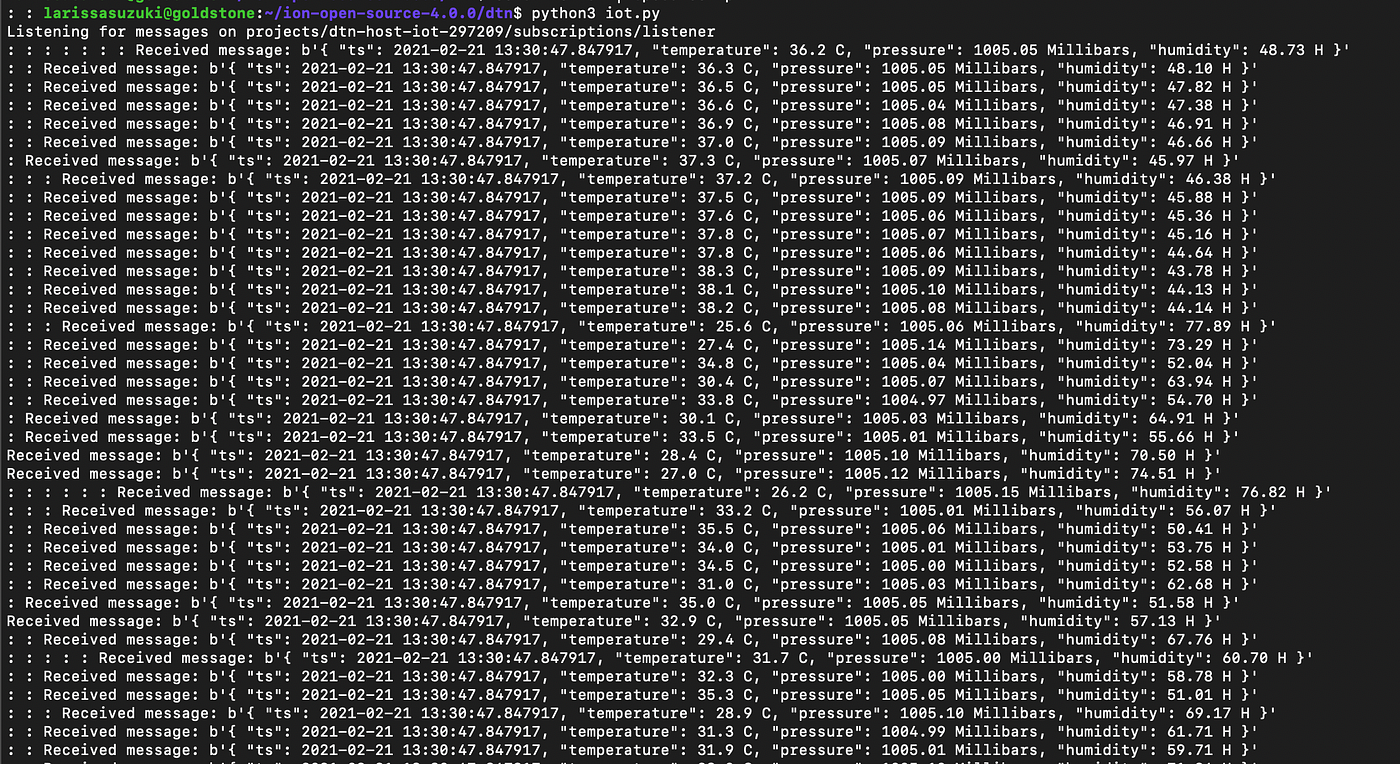 : : larissasuzuki@goldstone:~/ion-open-source-4.0.0/dtn$ python3 iot.py
Listening for messages on projects/dtn-host-iot-297209/subscriptions/listener
: : : : : : : Received message: b'{ "ts": 2021-02-21 13:30:47.847917, "temperature": 36.2 C, "pressure": 1005.05 Millibars, "humidity": 48.73 H }'
: : Received message: b'{ "ts": 2021-02-21 13:30:47.847917, "temperature": 36.3 C, "pressure": 1005.05 Millibars, "humidity": 48.10 H }'
: : Received message: b'{ "ts": 2021-02-21 13:30:47.847917, "temperature": 36.5 C, "pressure": 1005.05 Millibars, "humidity": 47.82 H }'
: : Received message: b'{ "ts": 2021-02-21 13:30:47.847917, "temperature": 36.6 C, "pressure": 1005.04 Millibars, "humidity": 47.38 H }'
: : Received message: b'{ "ts": 2021-02-21 13:30:47.847917, "temperature": 36.9 C, "pressure": 1005.08 Millibars, "humidity": 46.91 H }'
: : Received message: b'{ "ts": 2021-02-21 13:30:47.847917, "temperature": 37.0 C, "pressure": 1005.09 Millibars, "humidity": 46.66 H }'
: Received message: b'{ "ts": 2021-02-21 13:30:47.847917, "temperature": 37.3 C, "pressure": 1005.07 Millibars, "humidity": 45.97 H }'
: : : Received message: b'{ "ts": 2021-02-21 13:30:47.847917, "temperature": 37.2 C, "pressure": 1005.09 Millibars, "humidity": 46.38 H }'
: : Received message: b'{ "ts": 2021-02-21 13:30:47.847917, "temperature": 37.5 C, "pressure": 1005.09 Millibars, "humidity": 45.88 H }'
: : Received message: b'{ "ts": 2021-02-21 13:30:47.847917, "temperature": 37.6 C, "pressure": 1005.06 Millibars, "humidity": 45.36 H }'
: : Received message: b'{ "ts": 2021-02-21 13:30:47.847917, "temperature": 37.8 C, "pressure": 1005.07 Millibars, "humidity": 45.16 H }'
: : Received message: b'{ "ts": 2021-02-21 13:30:47.847917, "temperature": 37.8 C, "pressure": 1005.06 Millibars, "humidity": 44.64 H }'
: : Received message: b'{ "ts": 2021-02-21 13:30:47.847917, "temperature": 38.3 C, "pressure": 1005.09 Millibars, "humidity": 43.78 H }'
: : Received message: b'{ "ts": 2021-02-21 13:30:47.847917, "temperature": 38.1 C, "pressure": 1005.10 Millibars, "humidity": 44.13 H }'
: : Received message: b'{ "ts": 2021-02-21 13:30:47.847917, "temperature": 38.2 C, "pressure": 1005.08 Millibars, "humidity": 44.14 H }'
: : : Received message: b'{ "ts": 2021-02-21 13:30:47.847917, "temperature": 25.6 C, "pressure": 1005.06 Millibars, "humidity": 77.89 H }'
: : Received message: b'{ "ts": 2021-02-21 13:30:47.847917, "temperature": 27.4 C, "pressure": 1005.14 Millibars, "humidity": 73.29 H }'
: : Received message: b'{ "ts": 2021-02-21 13:30:47.847917, "temperature": 34.8 C, "pressure": 1005.04 Millibars, "humidity": 52.04 H }'
: : Received message: b'{ "ts": 2021-02-21 13:30:47.847917, "temperature": 30.4 C, "pressure": 1005.07 Millibars, "humidity": 63.94 H }'
: : Received message: b'{ "ts": 2021-02-21 13:30:47.847917, "temperature": 33.8 C, "pressure": 1004.97 Millibars, "humidity": 54.70 H }'
: Received message: b'{ "ts": 2021-02-21 13:30:47.847917, "temperature": 30.1 C, "pressure": 1005.03 Millibars, "humidity": 64.91 H }'
: Received message: b'{ "ts": 2021-02-21 13:30:47.847917, "temperature": 33.5 C, "pressure": 1005.01 Millibars, "humidity": 55.66 H }'
Received message: b'{ "ts": 2021-02-21 13:30:47.847917, "temperature": 28.4 C, "pressure": 1005.10 Millibars, "humidity": 70.50 H }'
Received message: b'{ "ts": 2021-02-21 13:30:47.847917, "temperature": 27.0 C, "pressure": 1005.12 Millibars, "humidity": 74.51 H }'
: : : : : : Received message: b'{ "ts": 2021-02-21 13:30:47.847917, "temperature": 26.2 C, "pressure": 1005.15 Millibars, "humidity": 76.82 H }'
: : : Received message: b'{ "ts": 2021-02-21 13:30:47.847917, "temperature": 33.2 C, "pressure": 1005.01 Millibars, "humidity": 56.07 H }'
: : Received message: b'{ "ts": 2021-02-21 13:30:47.847917, "temperature": 35.5 C, "pressure": 1005.06 Millibars, "humidity": 50.41 H }'
: : Received message: b'{ "ts": 2021-02-21 13:30:47.847917, "temperature": 34.0 C, "pressure": 1005.01 Millibars, "humidity": 53.75 H }'
: : Received message: b'{ "ts": 2021-02-21 13:30:47.847917, "temperature": 34.5 C, "pressure": 1005.00 Millibars, "humidity": 52.58 H }'
: : Received message: b'{ "ts": 2021-02-21 13:30:47.847917, "temperature": 31.0 C, "pressure": 1005.03 Millibars, "humidity": 62.68 H }'
: Received message: b'{ "ts": 2021-02-21 13:30:47.847917, "temperature": 35.0 C, "pressure": 1005.05 Millibars, "humidity": 51.58 H }'
Received message: b'{ "ts": 2021-02-21 13:30:47.847917, "temperature": 32.9 C, "pressure": 1005.05 Millibars, "humidity": 57.13 H }'
: : Received message: b'{ "ts": 2021-02-21 13:30:47.847917, "temperature": 29.4 C, "pressure": 1005.08 Millibars, "humidity": 67.76 H }'
: : : : : Received message: b'{ "ts": 2021-02-21 13:30:47.847917, "temperature": 31.7 C, "pressure": 1005.00 Millibars, "humidity": 60.70 H }'
: : Received message: b'{ "ts": 2021-02-21 13:30:47.847917, "temperature": 32.3 C, "pressure": 1005.00 Millibars, "humidity": 58.78 H }'
: : Received message: b'{ "ts": 2021-02-21 13:30:47.847917, "temperature": 35.3 C, "pressure": 1005.05 Millibars, "humidity": 51.01 H }'
: : : Received message: b'{ "ts": 2021-02-21 13:30:47.847917, "temperature": 28.9 C, "pressure": 1005.10 Millibars, "humidity": 69.17 H }'
: : Received message: b'{ "ts": 2021-02-21 13:30:47.847917, "temperature": 31.3 C, "pressure": 1004.99 Millibars, "humidity": 61.71 H }'
: : Received message: b'{ "ts": 2021-02-21 13:30:47.847917, "temperature": 31.9 C, "pressure": 1005.01 Millibars, "humidity": 59.71 H }'